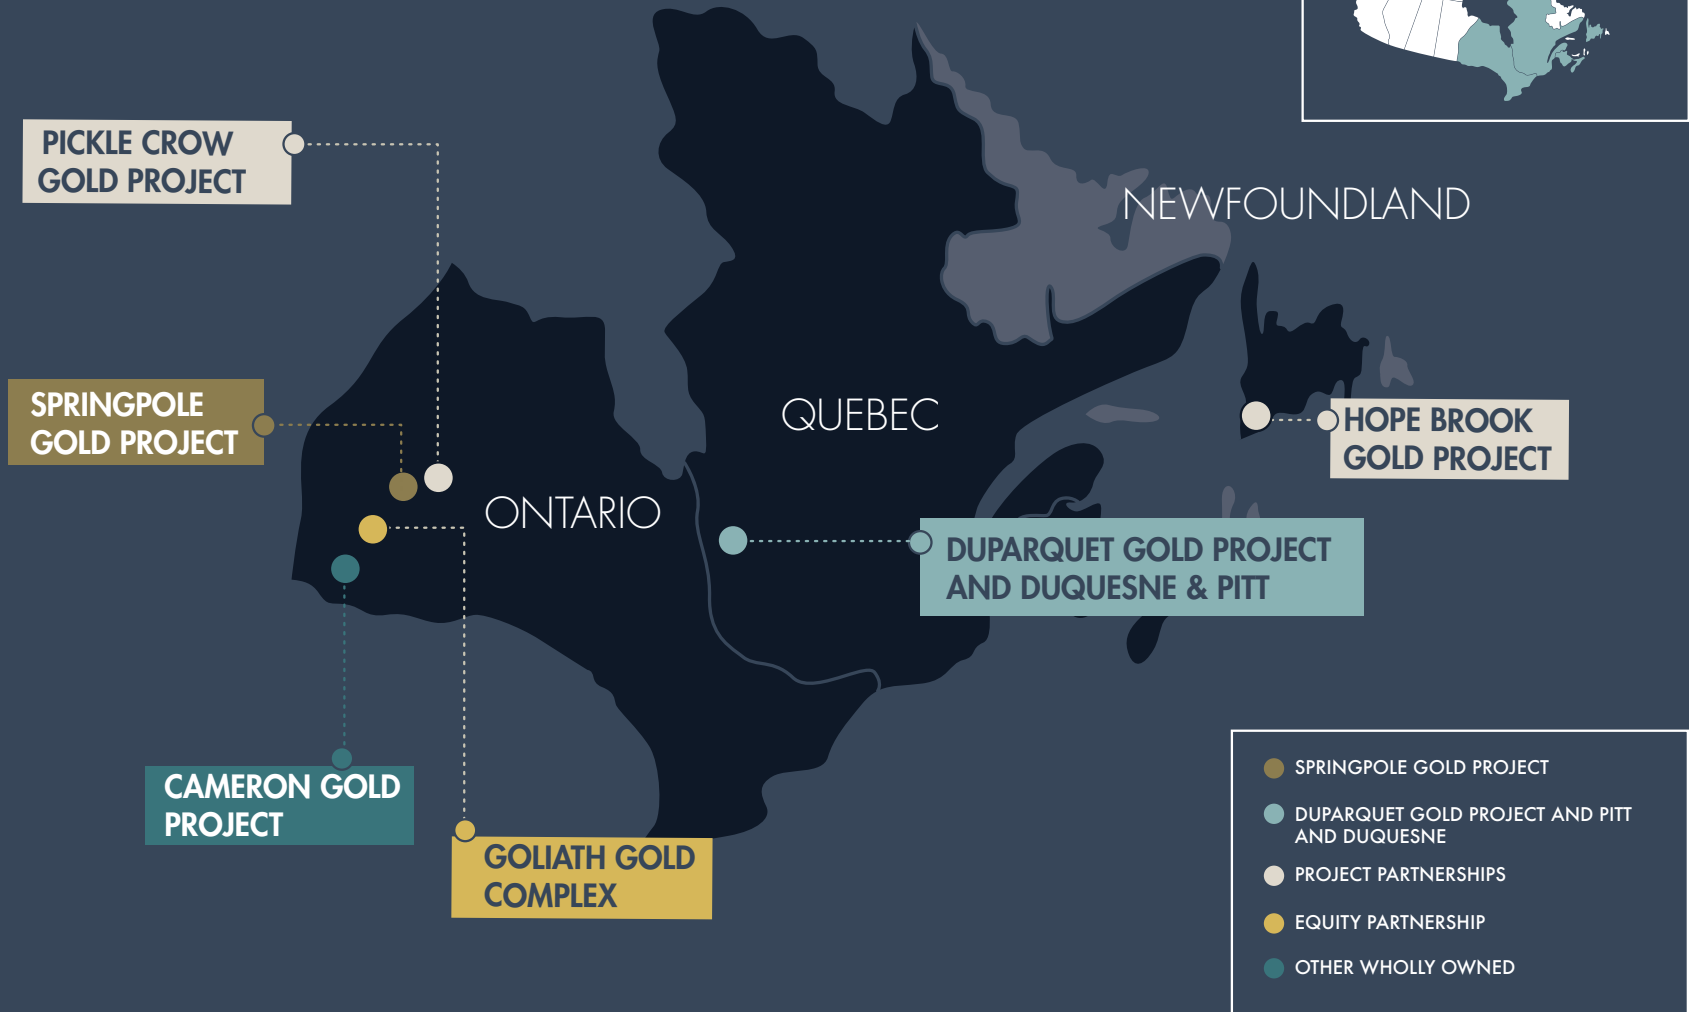 PICKLE CROW
GOLD PROJECT
NEWFOUNDLAND
SPRINGPOLE
GOLD PROJECT
QUEBEC
HOPE BROOK
GOLD PROJECT
ONTARIO
DUPARQUET GOLD PROJECT
AND DUQUESNE & PITT
CAMERON GOLD
PROJECT
GOLIATH GOLD
COMPLEX
SPRINGPOLE GOLD PROJECT
DUPARQUET GOLD PROJECT AND PITT
AND DUQUESNE
PROJECT PARTNERSHIPS
EQUITY PARTNERSHIP
OTHER WHOLLY OWNED